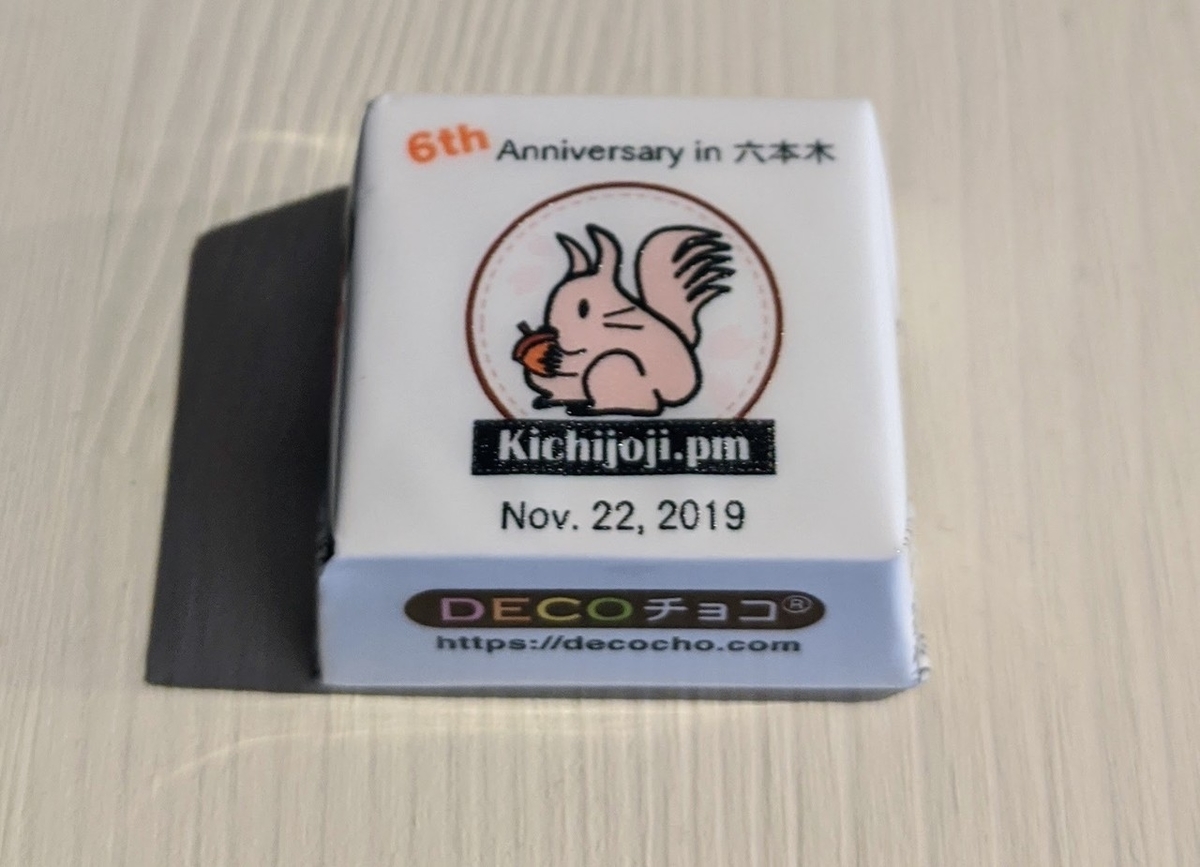 6th Anniversary in 六本木
Kichijoji.pm
Nov. 22, 2019
DECOチョコ®
https://decocho.com